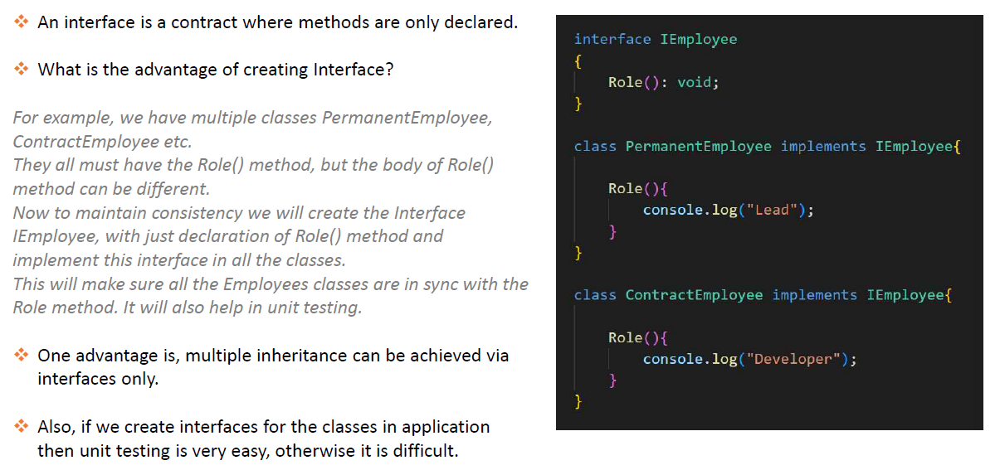 ❖ An interface is a contract where methods are only declared.
❖ What is the advantage of creating Interface?
For example, we have multiple classes PermanentEmployee,
ContractEmployee etc.
They all must have the Role() method, but the body of Role()
method can be different.
Now to maintain consistency we will create the Interface
IEmployee, with just declaration of Role() method and
implement this interface in all the classes.
This will make sure all the Employees classes are in sync with the
Role method. It will also help in unit testing.
❖ One advantage is, multiple inheritance can be achieved via
interfaces only.
❖ Also, if we create interfaces for the classes in application
then unit testing is very easy, otherwise it is difficult.
interface IEmployee
{
    Role(): void;
}
class PermanentEmployee implements IEmployee{
    Role(){
        console.log("Lead");
    }
}
class ContractEmployee implements IEmployee{
    Role(){
        console.log("Developer");
    }
}